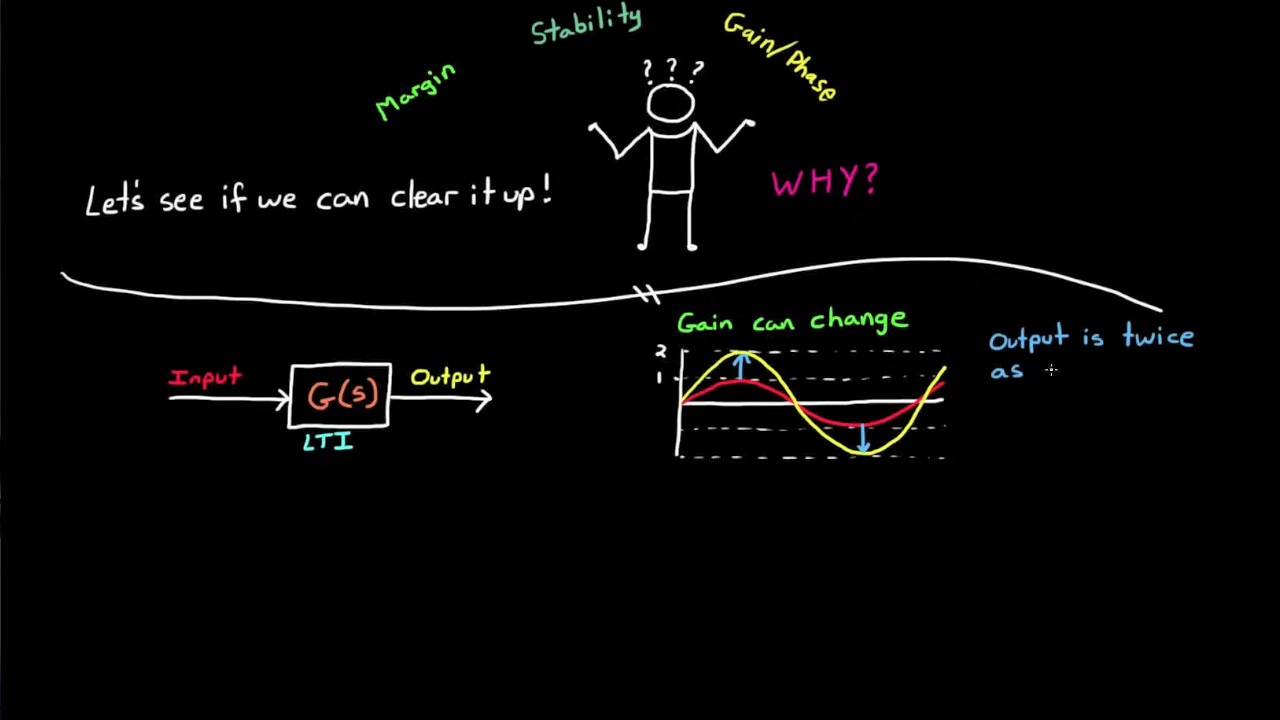 Margin
Stability
Gain/Phase
? ? ?
Let's see if we can clear it up!
WHY?
Gain can change
Input
G(s)
Output
LTI
2
1
Output is twice
as